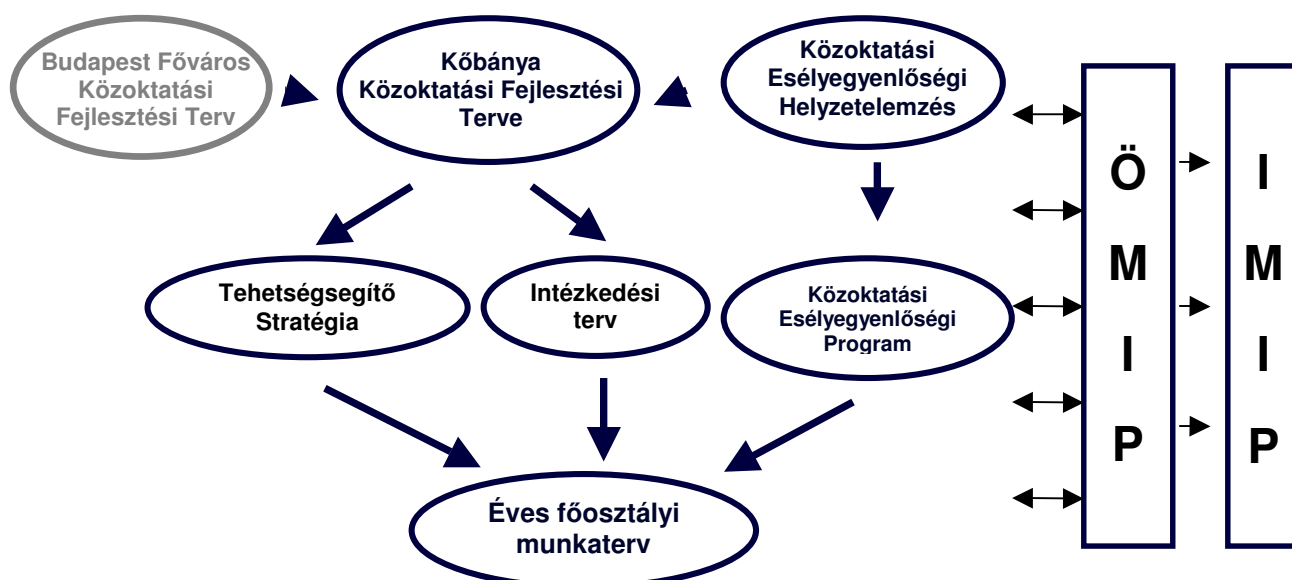 Budapest Főváros
Közoktatási
Fejlesztési Terv
Kőbánya
Közoktatási Fejlesztési
Terve
Közoktatási
Esélyegyenlőségi
Helyzetelemzés
Tehetségsegítő
Stratégia
Intézkedési
terv
Közoktatási
Esélyegyenlőségi
Program
Éves főosztályi
munkaterv
Ö
M
I
P
I
M
I
P